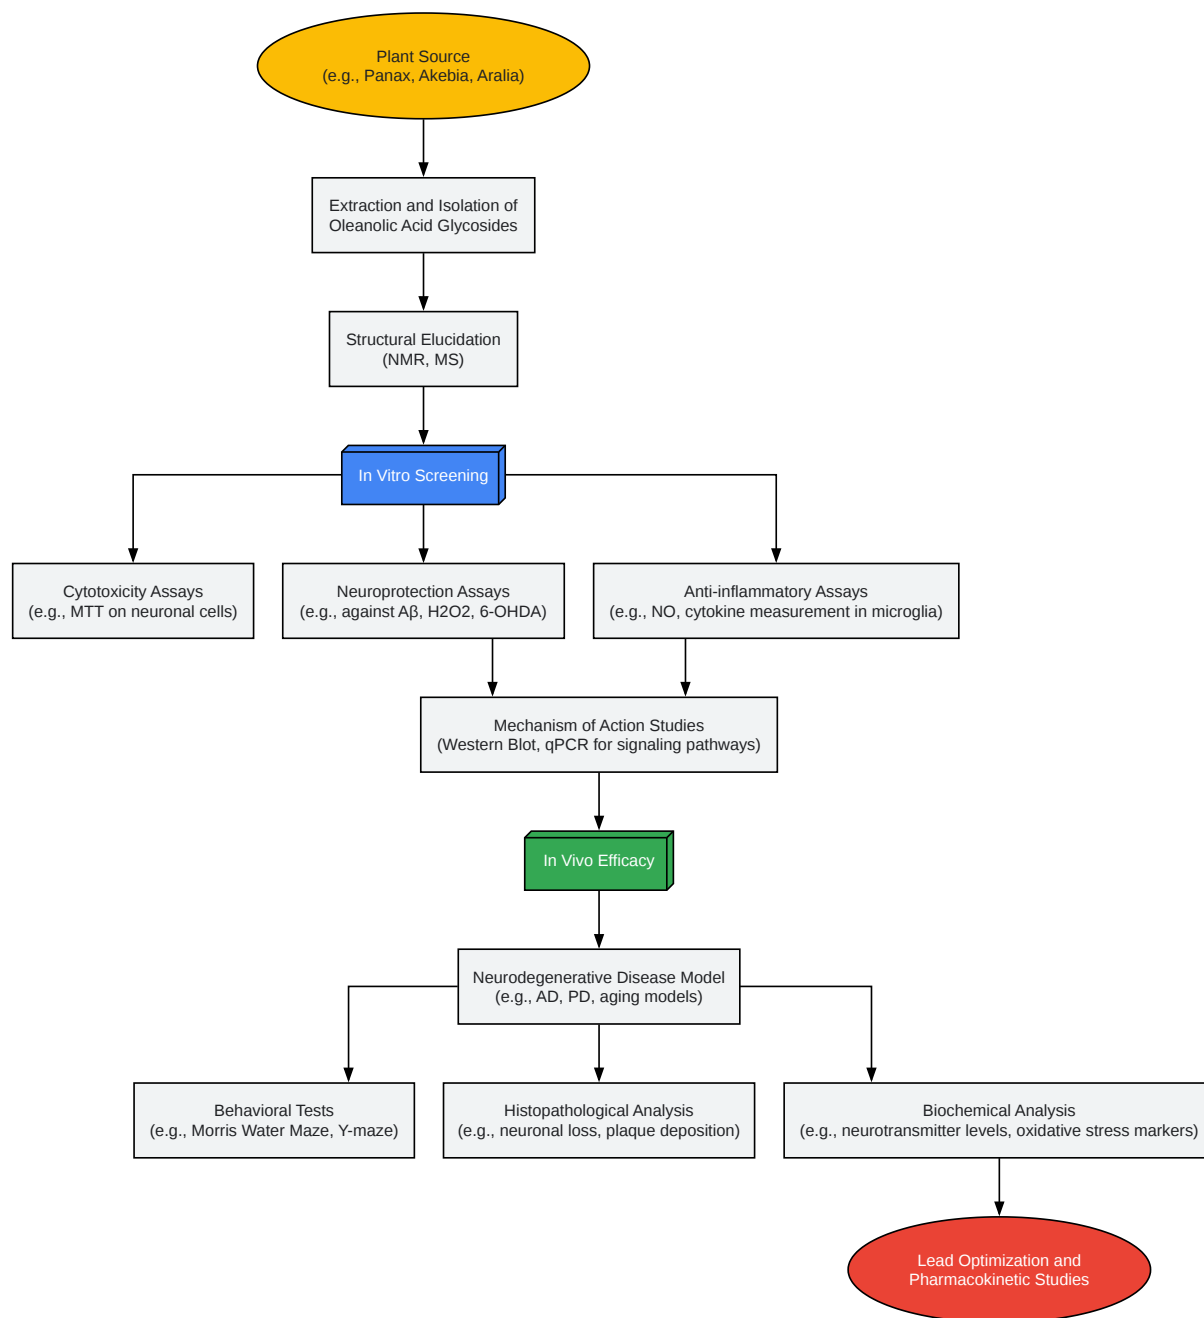 Plant Source
(e.g., Panax, Akebia, Aralia)
Extraction and Isolation of
Oleanolic Acid Glycosides
Structural Elucidation
(NMR, MS)
In Vitro Screening
Cytotoxicity Assays
(e.g., MTT on neuronal cells)
Neuroprotection Assays
(e.g., against Aβ, H2O2, 6-OHDA)
Anti-inflammatory Assays
(e.g., NO, cytokine measurement in microglia)
Mechanism of Action Studies
(Western Blot, qPCR for signaling pathways)
In Vivo Efficacy
Neurodegenerative Disease Model
(e.g., AD, PD, aging models)
Behavioral Tests
(e.g., Morris Water Maze, Y-maze)
Histopathological Analysis
(e.g., neuronal loss, plaque deposition)
Biochemical Analysis
(e.g., neurotransmitter levels, oxidative stress markers)
Lead Optimization and
Pharmacokinetic Studies